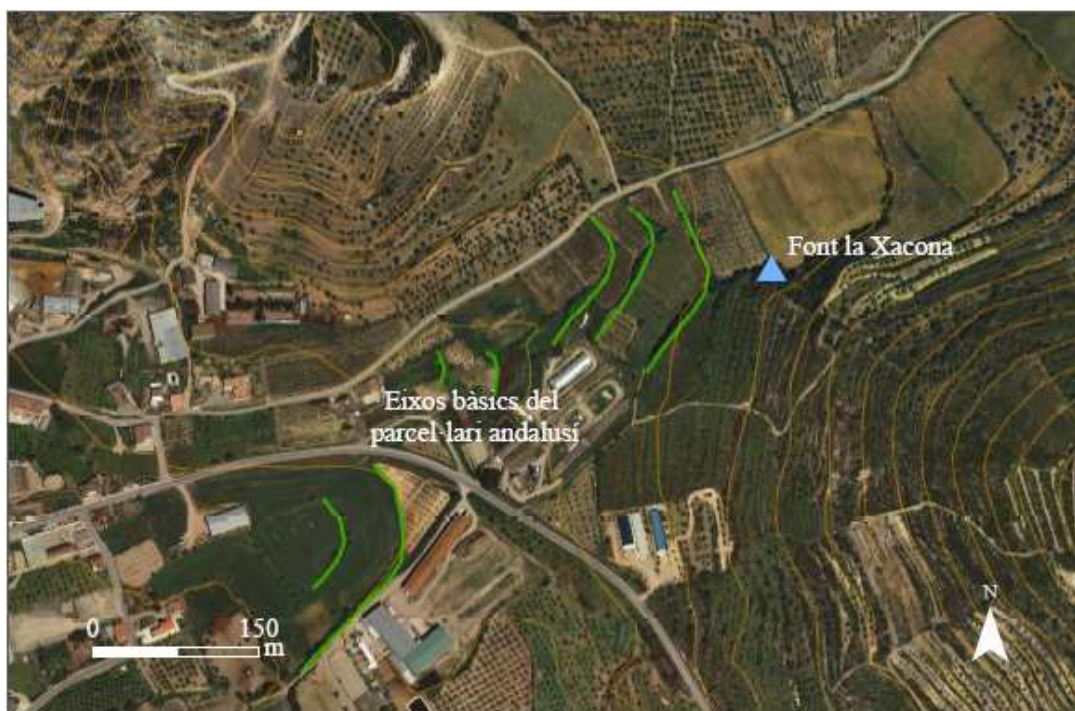 Font la Xacona
Eixos bàsics del
parcel·lari andalusí
0 150
m
N